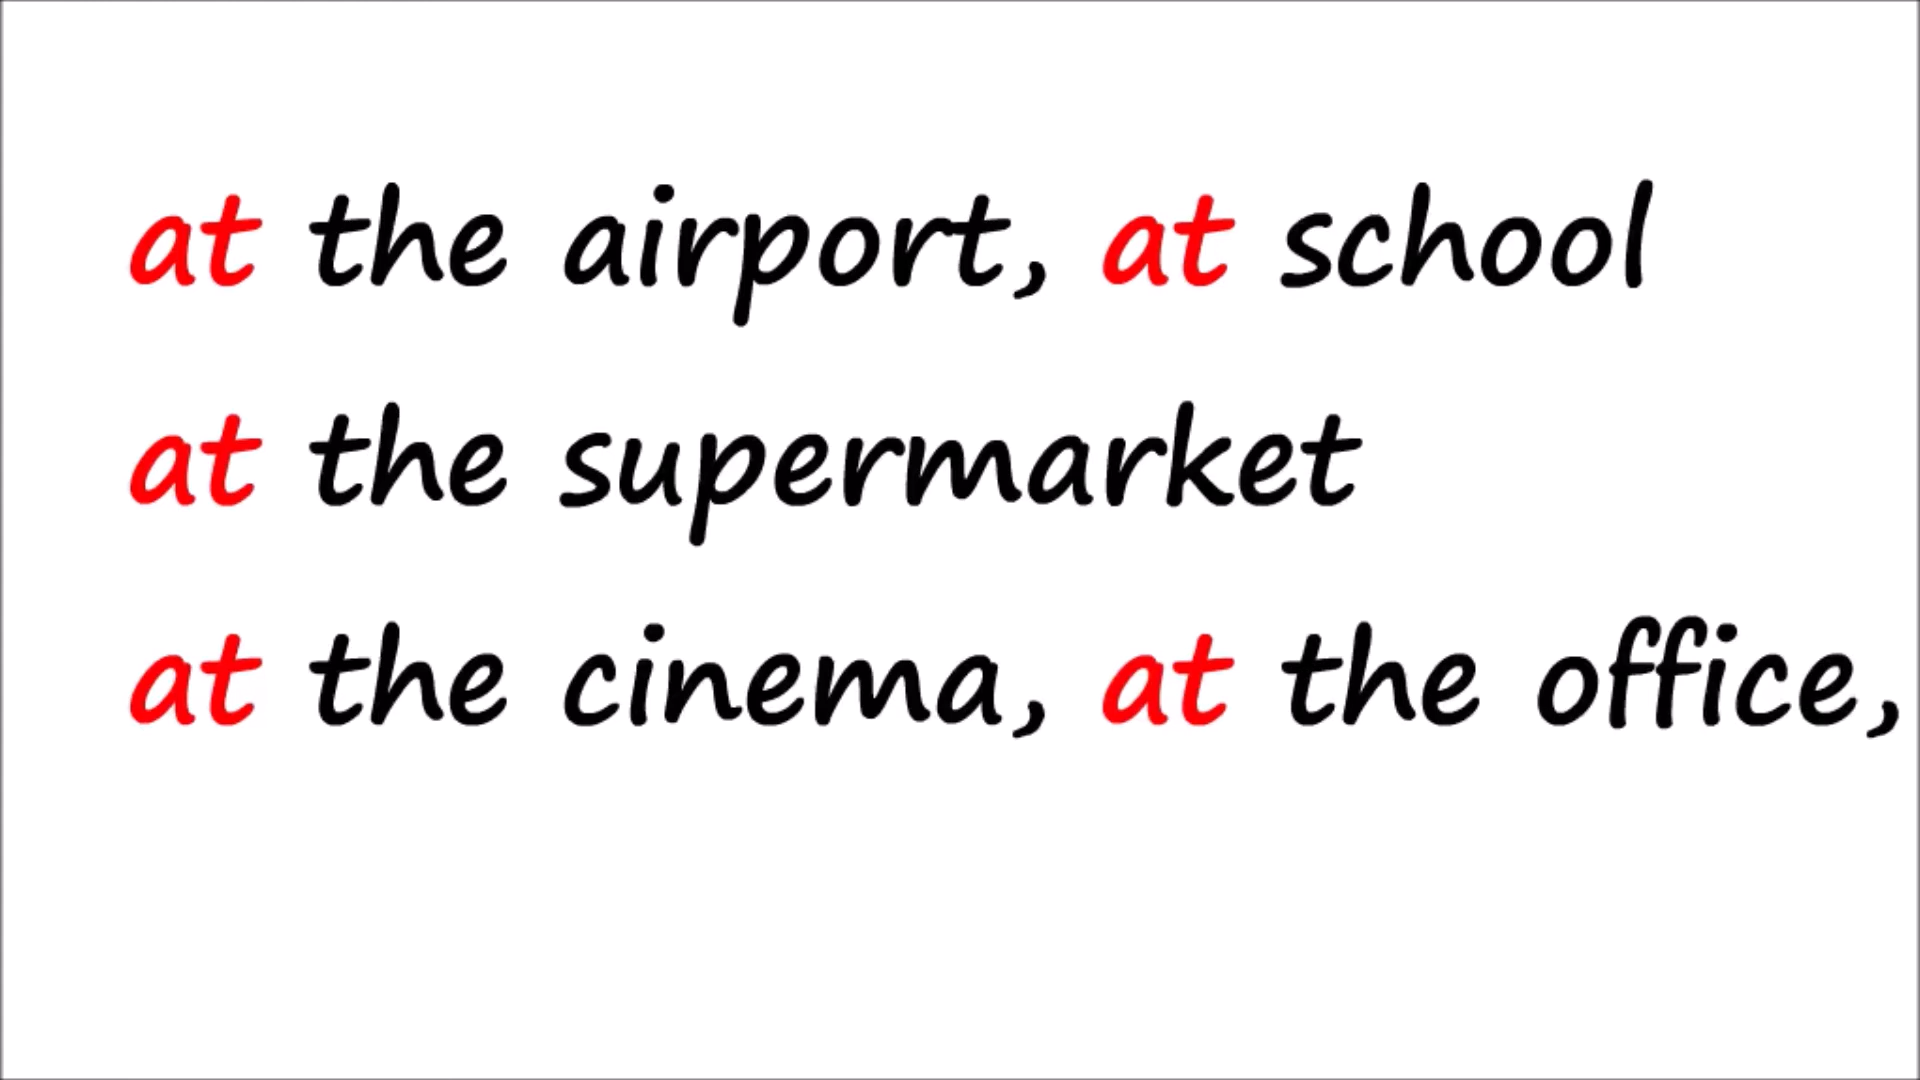 at the airport, at school
at the supermarket
at the cinema, at the office,